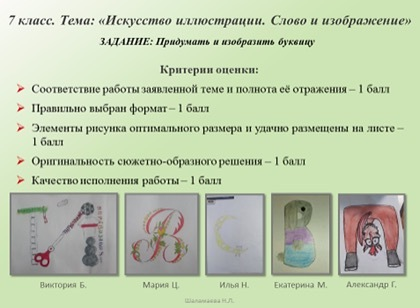 7 класс. Тема: «Искусство иллюстрации. Слово и изображение»
ЗАДАНИЕ: Придумать и изобразить буквицу
Критерии оценки:
Соответствие работы заявленной теме и полнота её отражения – 1 балл
Правильно выбран формат – 1 балл
Элементы рисунка оптимального размера и удачно размещены на листе –
1 балл
Оригинальность сюжетно-образного решения – 1 балл
Качество исполнения работы – 1 балл
Виктория Б. Мария Ц. Илья Н. Екатерина М. Александр Г.
Шаламаева Н.Л.